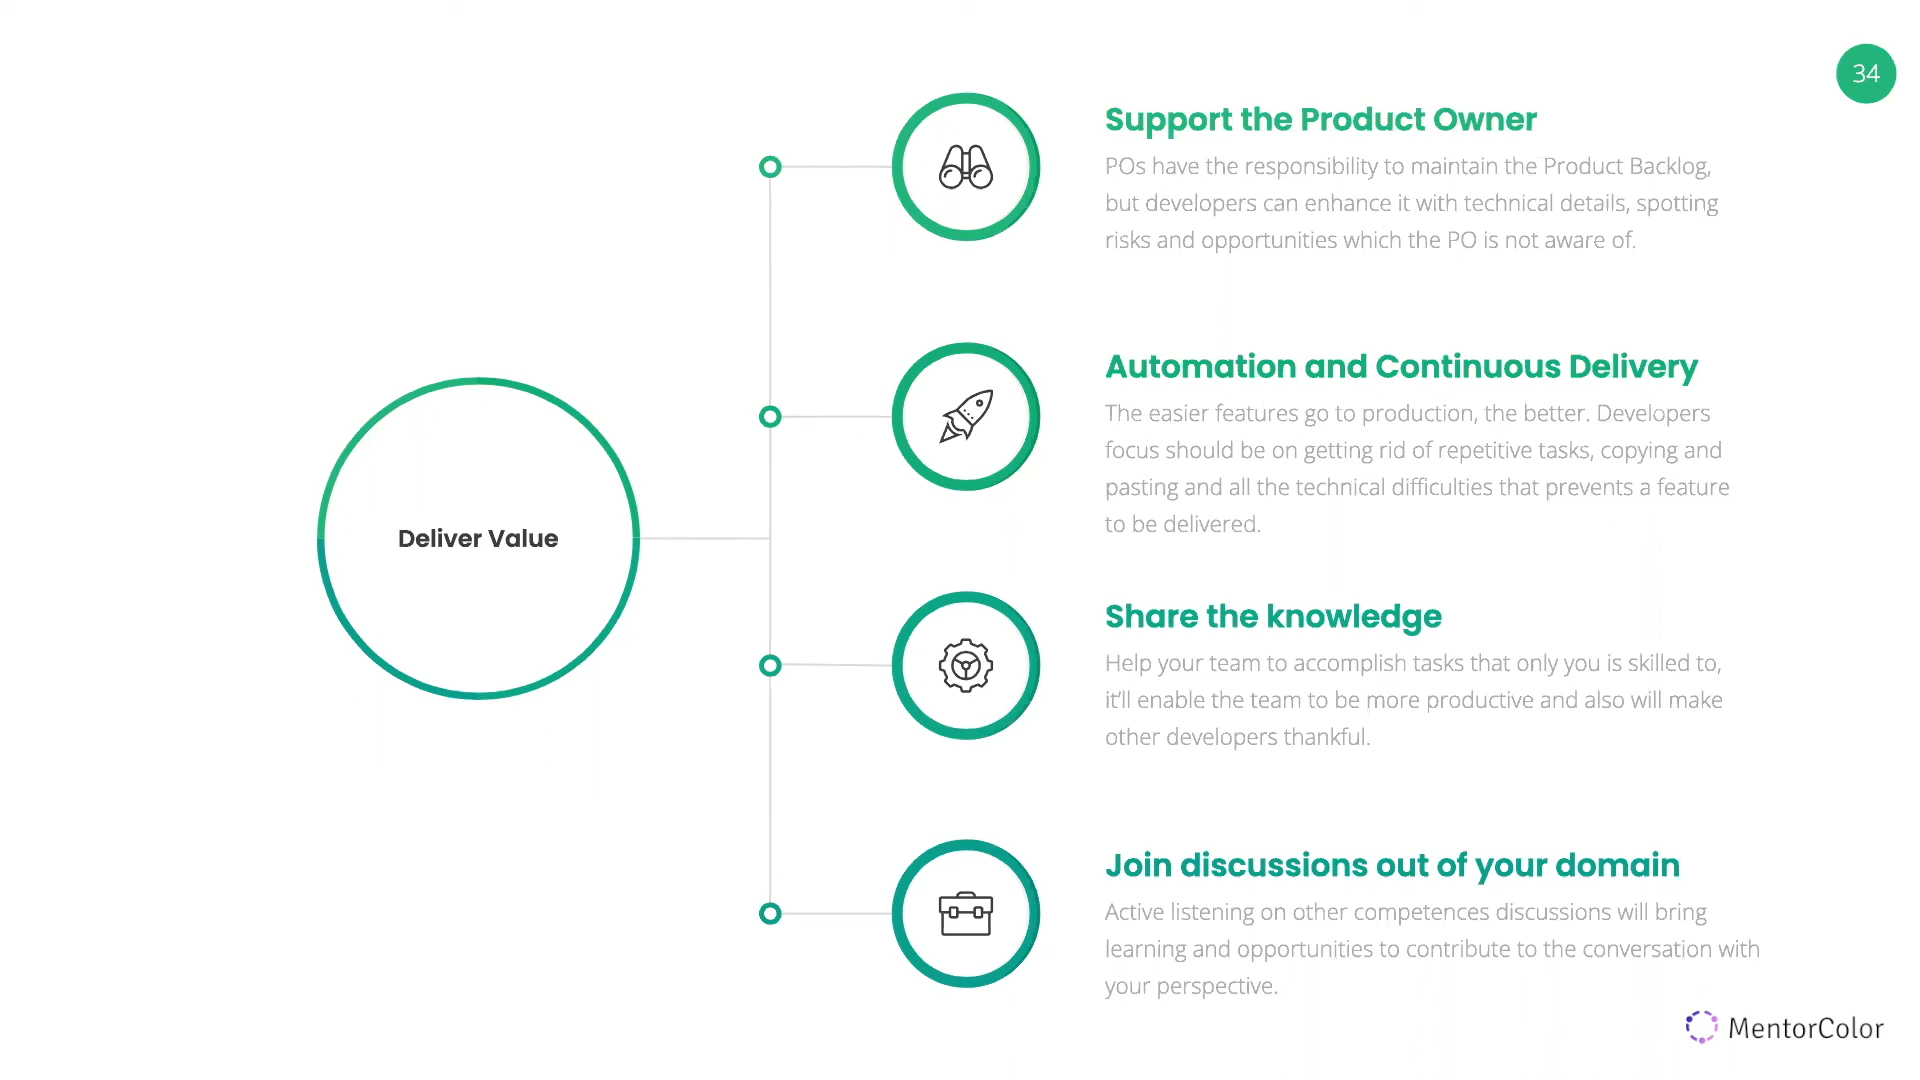 34
Support the Product Owner
POs have the responsibility to maintain the Product Backlog,
but developers can enhance it with technical details, spotting
risks and opportunities which the PO is not aware of.
Automation and Continuous Delivery
The easier features go to production, the better. Developers
focus should be on getting rid of repetitive tasks, copying and
pasting and all the technical difficulties that prevents a feature
to be delivered.
Deliver Value
Share the knowledge
Help your team to accomplish tasks that only you is skilled to,
it'll enable the team to be more productive and also will make
other developers thankful.
Join discussions out of your domain
Active listening on other competences discussions will bring
learning and opportunities to contribute to the conversation with
your perspective.
MentorColor